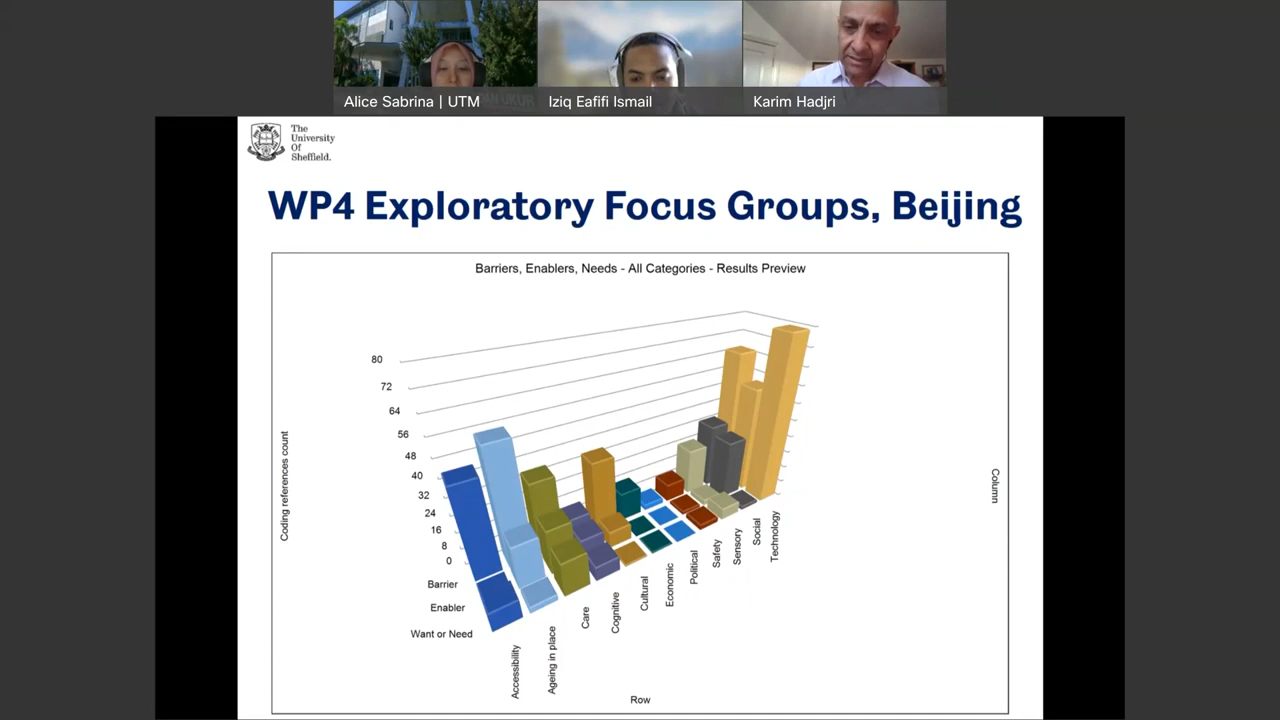 Alice Sabrina | UTM
Iziq Eafifi Ismail
Karim Hadjri
The
University
Of
Sheffield.
WP4 Exploratory Focus Groups, Beijing
Barriers, Enablers, Needs - All Categories - Results Preview
80
72
64
56
48
40
32
24
16
8
0
Coding references count
Column
Barrier
Enabler
Want or Need
Accessibility
Ageing in place
Care
Cognitive
Cultural
Economic
Political
Safety
Sensory
Social
Technology
Row